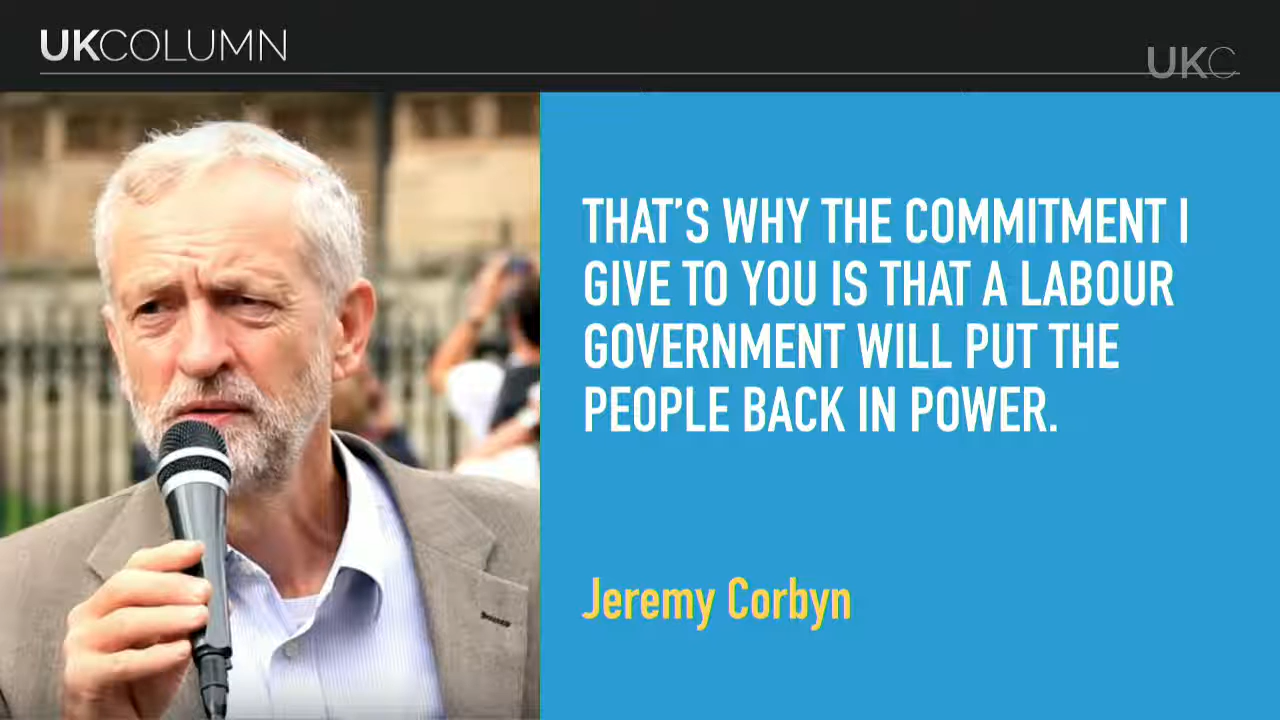 UKCOLUMN
UKC
THAT'S WHY THE COMMITMENT I
GIVE TO YOU IS THAT A LABOUR
GOVERNMENT WILL PUT THE
PEOPLE BACK IN POWER.
Jeremy Corbyn